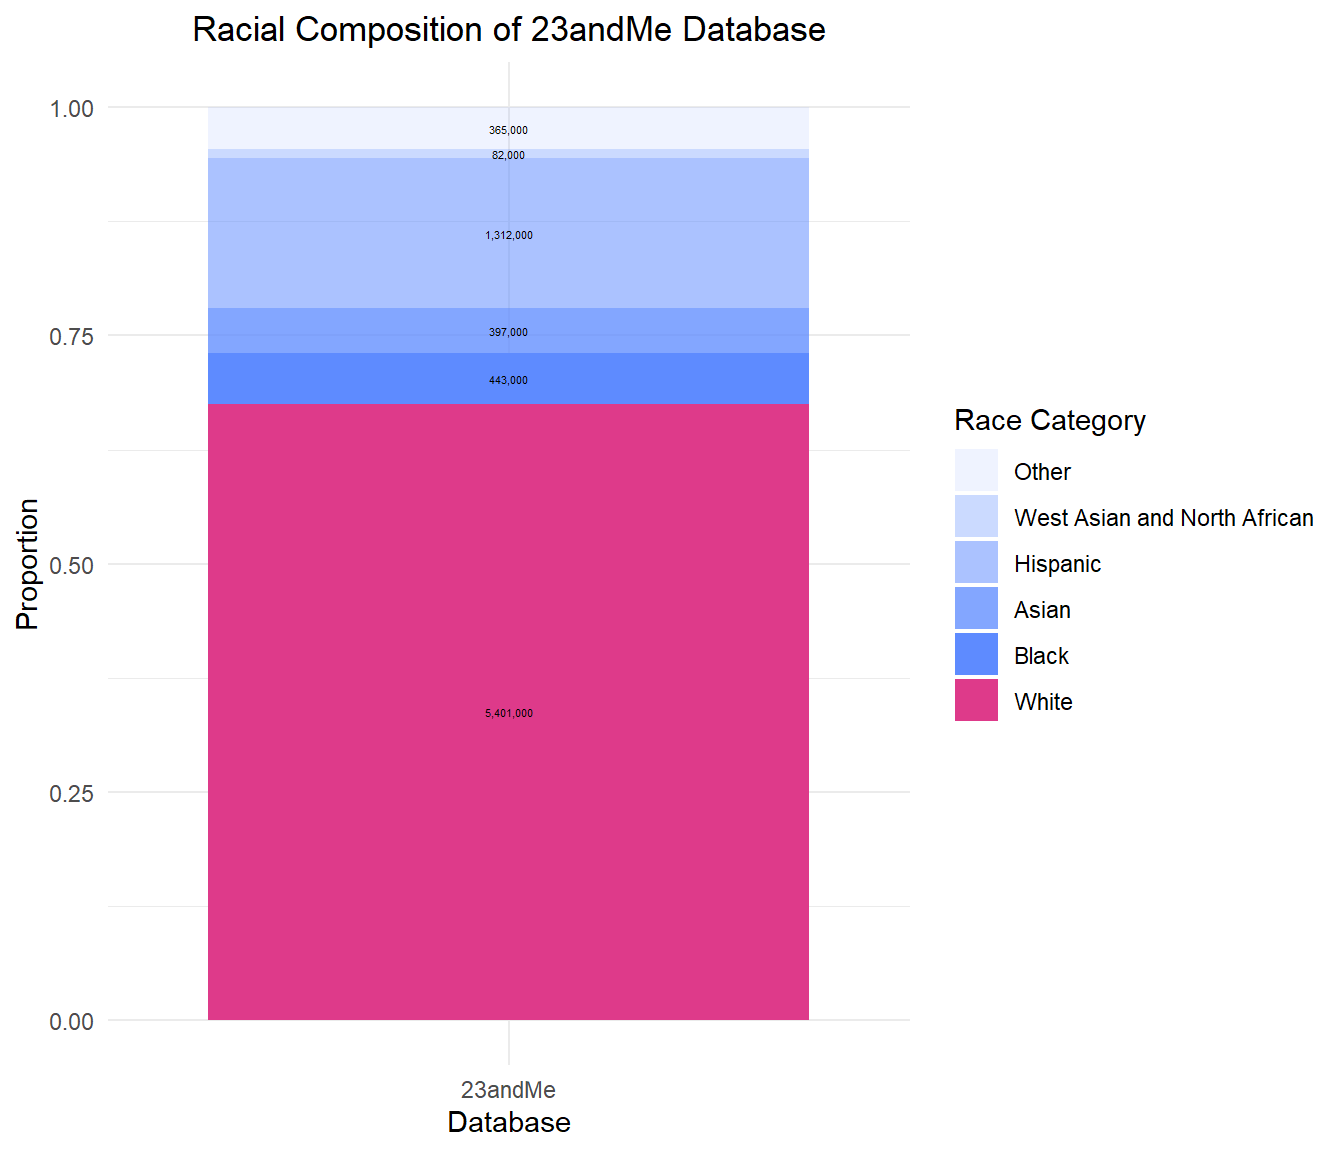 Racial Composition of 23andMe Database
1.00
0.75
0.50
0.25
0.00
Proportion
365,000
82,000
1,312,000
397,000
443,000
5,401,000
23andMe
Database
Race Category
Other
West Asian and North African
Hispanic
Asian
Black
White